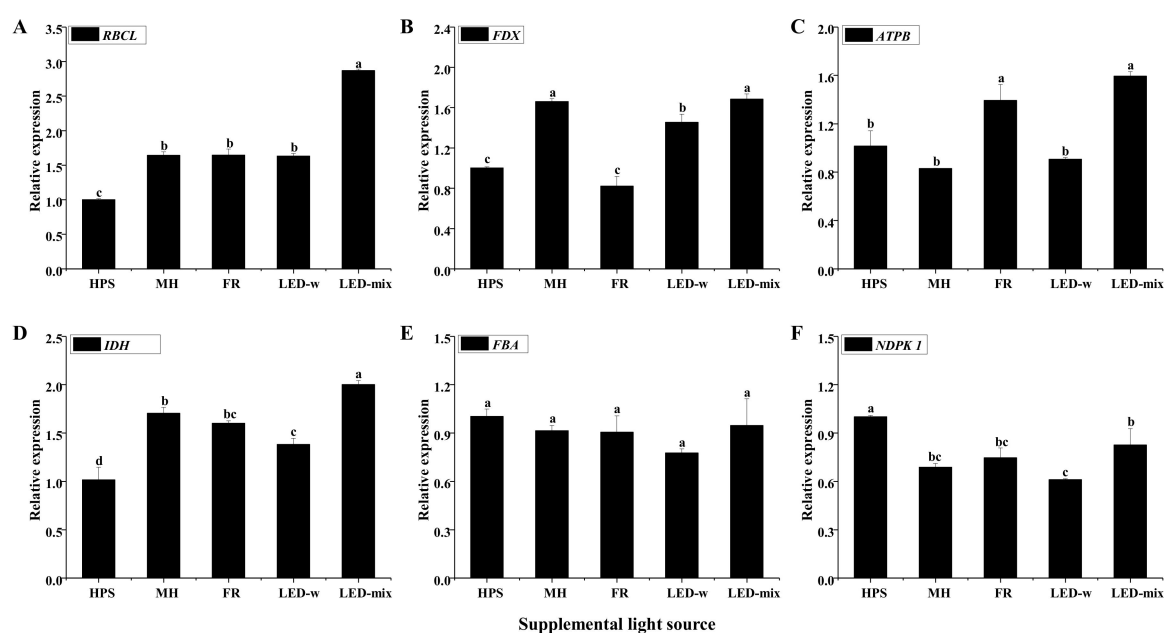 A
RBCL
Relative expression
3.5
3.0
2.5
2.0
1.5
1.0
0.5
0.0
c
b
b
b
a
HPS MH FR LED-w LED-mix
B
FDX
Relative expression
2.4
2.0
1.6
1.2
0.8
0.4
0.0
c
a
c
b
a
HPS MH FR LED-w LED-mix
C
ATPB
Relative expression
2.0
1.6
1.2
0.8
0.4
0.0
b
b
a
b
a
HPS MH FR LED-w LED-mix
D
IDH
Relative expression
2.5
2.0
1.5
1.0
0.5
0.0
d
b
bc
c
a
HPS MH FR LED-w LED-mix
E
FBA
Relative expression
1.5
1.2
0.9
0.6
0.3
0.0
a
a
a
a
a
HPS MH FR LED-w LED-mix
F
NDPK 1
Relative expression
1.5
1.2
0.9
0.6
0.3
0.0
a
bc
bc
c
b
HPS MH FR LED-w LED-mix
Supplemental light source